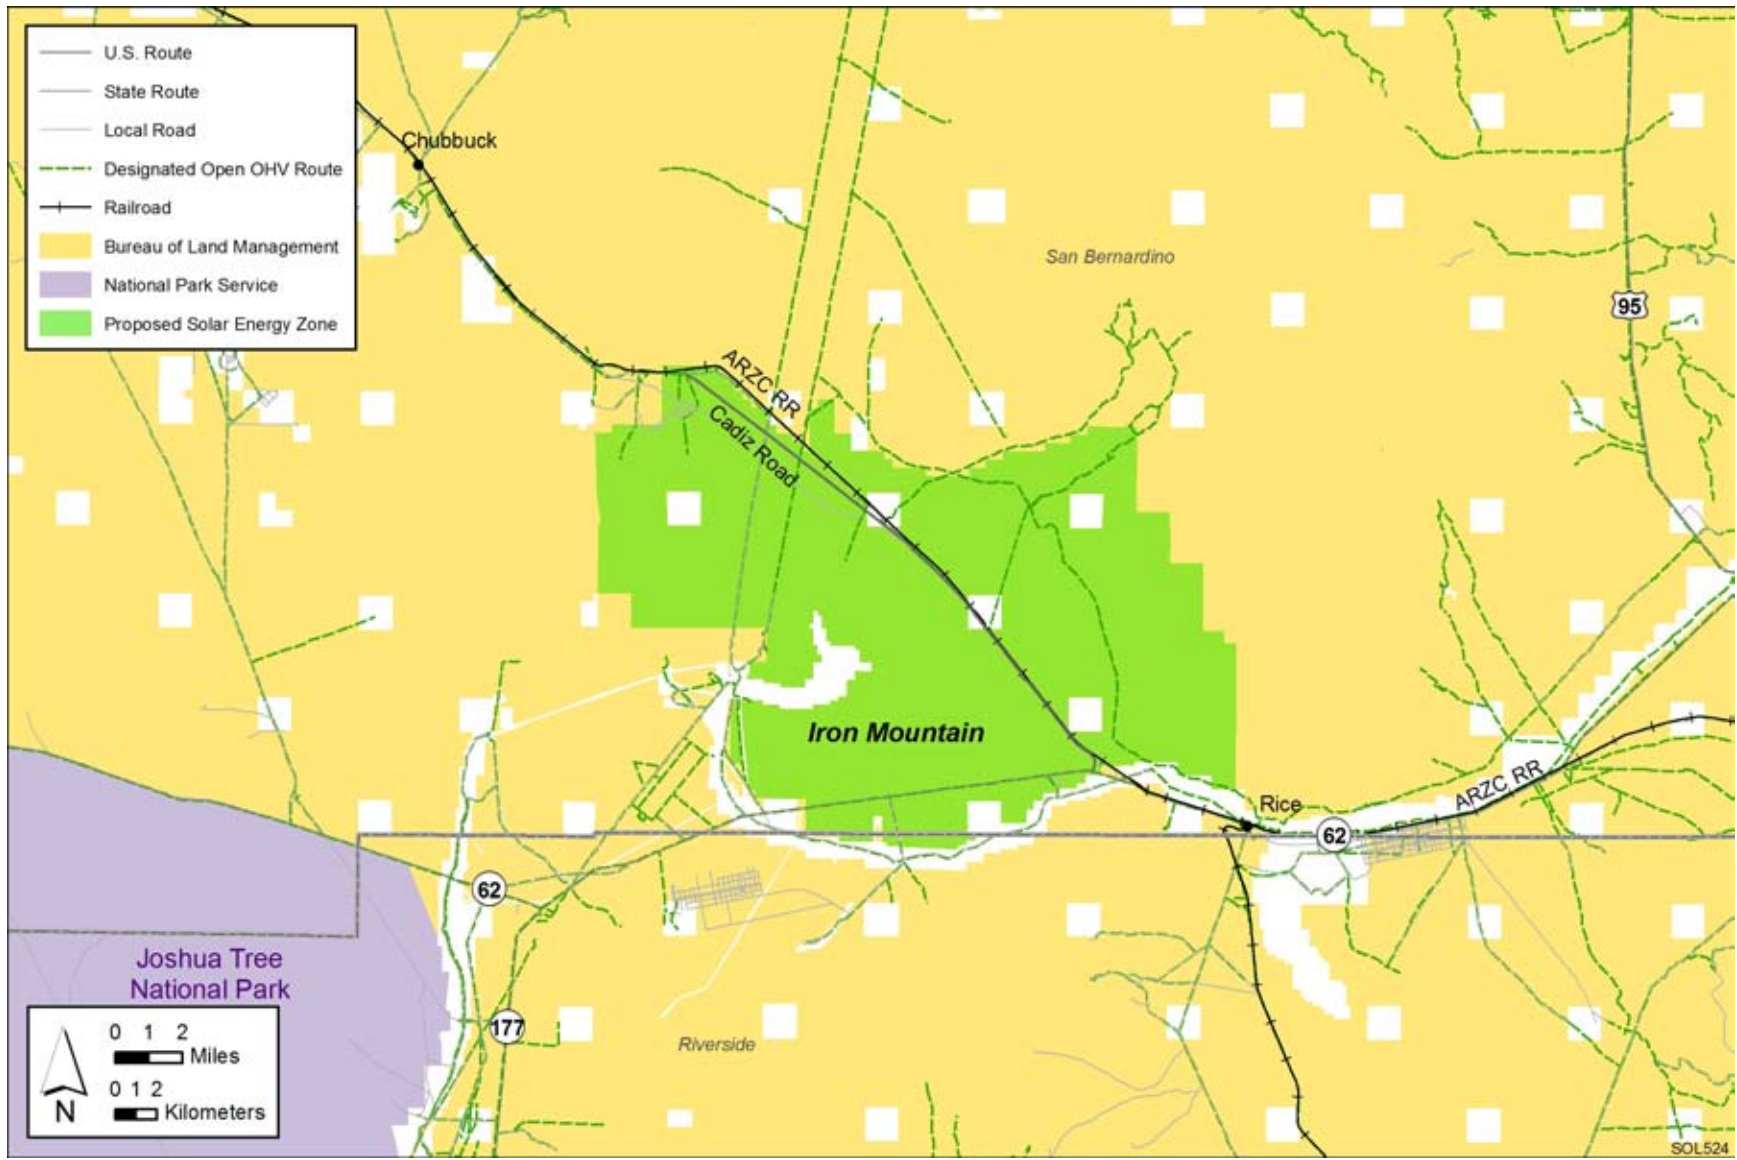 U.S. Route
State Route
Local Road
Designated Open OHV Route
Railroad
Bureau of Land Management
National Park Service
Proposed Solar Energy Zone
Chubbuck
San Bernardino
95
ARZC RR
Cadiz Road
Iron Mountain
Rice
ARZC RR
62
62
Joshua Tree
National Park
177
Riverside
0 1 2
Miles
0 1 2
Kilometers
N
SOL524